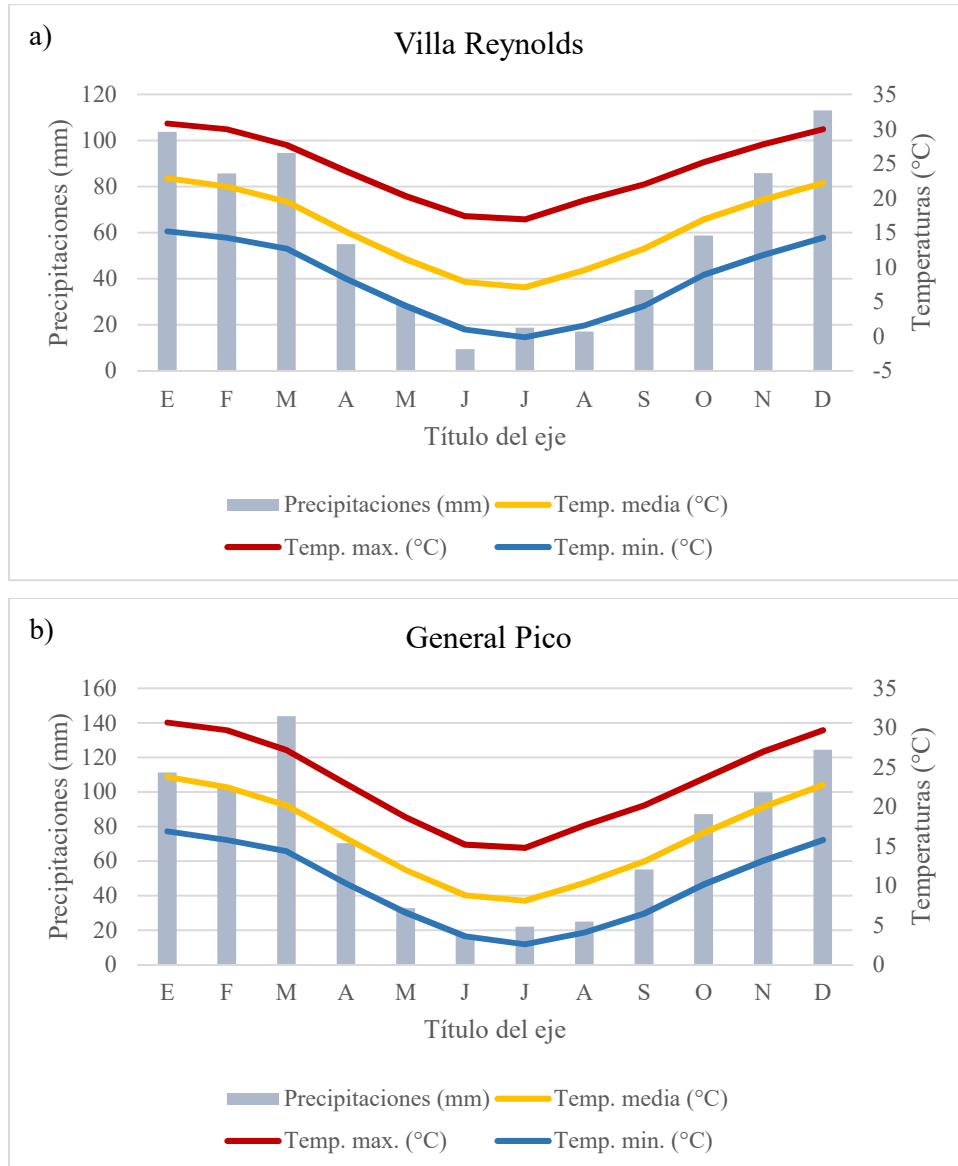 a)
Villa Reynolds
Precipitaciones (mm)
120
100
80
60
40
20
0
35
30
25
20
15
10
5
0
-5
Temperaturas (°C)
E F M A M J J A S O N D
Título del eje
Precipitaciones (mm) Temp. media (°C)
Temp. max. (°C) Temp. min. (°C)
b)
General Pico
Precipitaciones (mm)
160
140
120
100
80
60
40
20
0
35
30
25
20
15
10
5
0
Temperaturas (°C)
E F M A M J J A S O N D
Título del eje
Precipitaciones (mm) Temp. media (°C)
Temp. max. (°C) Temp. min. (°C)